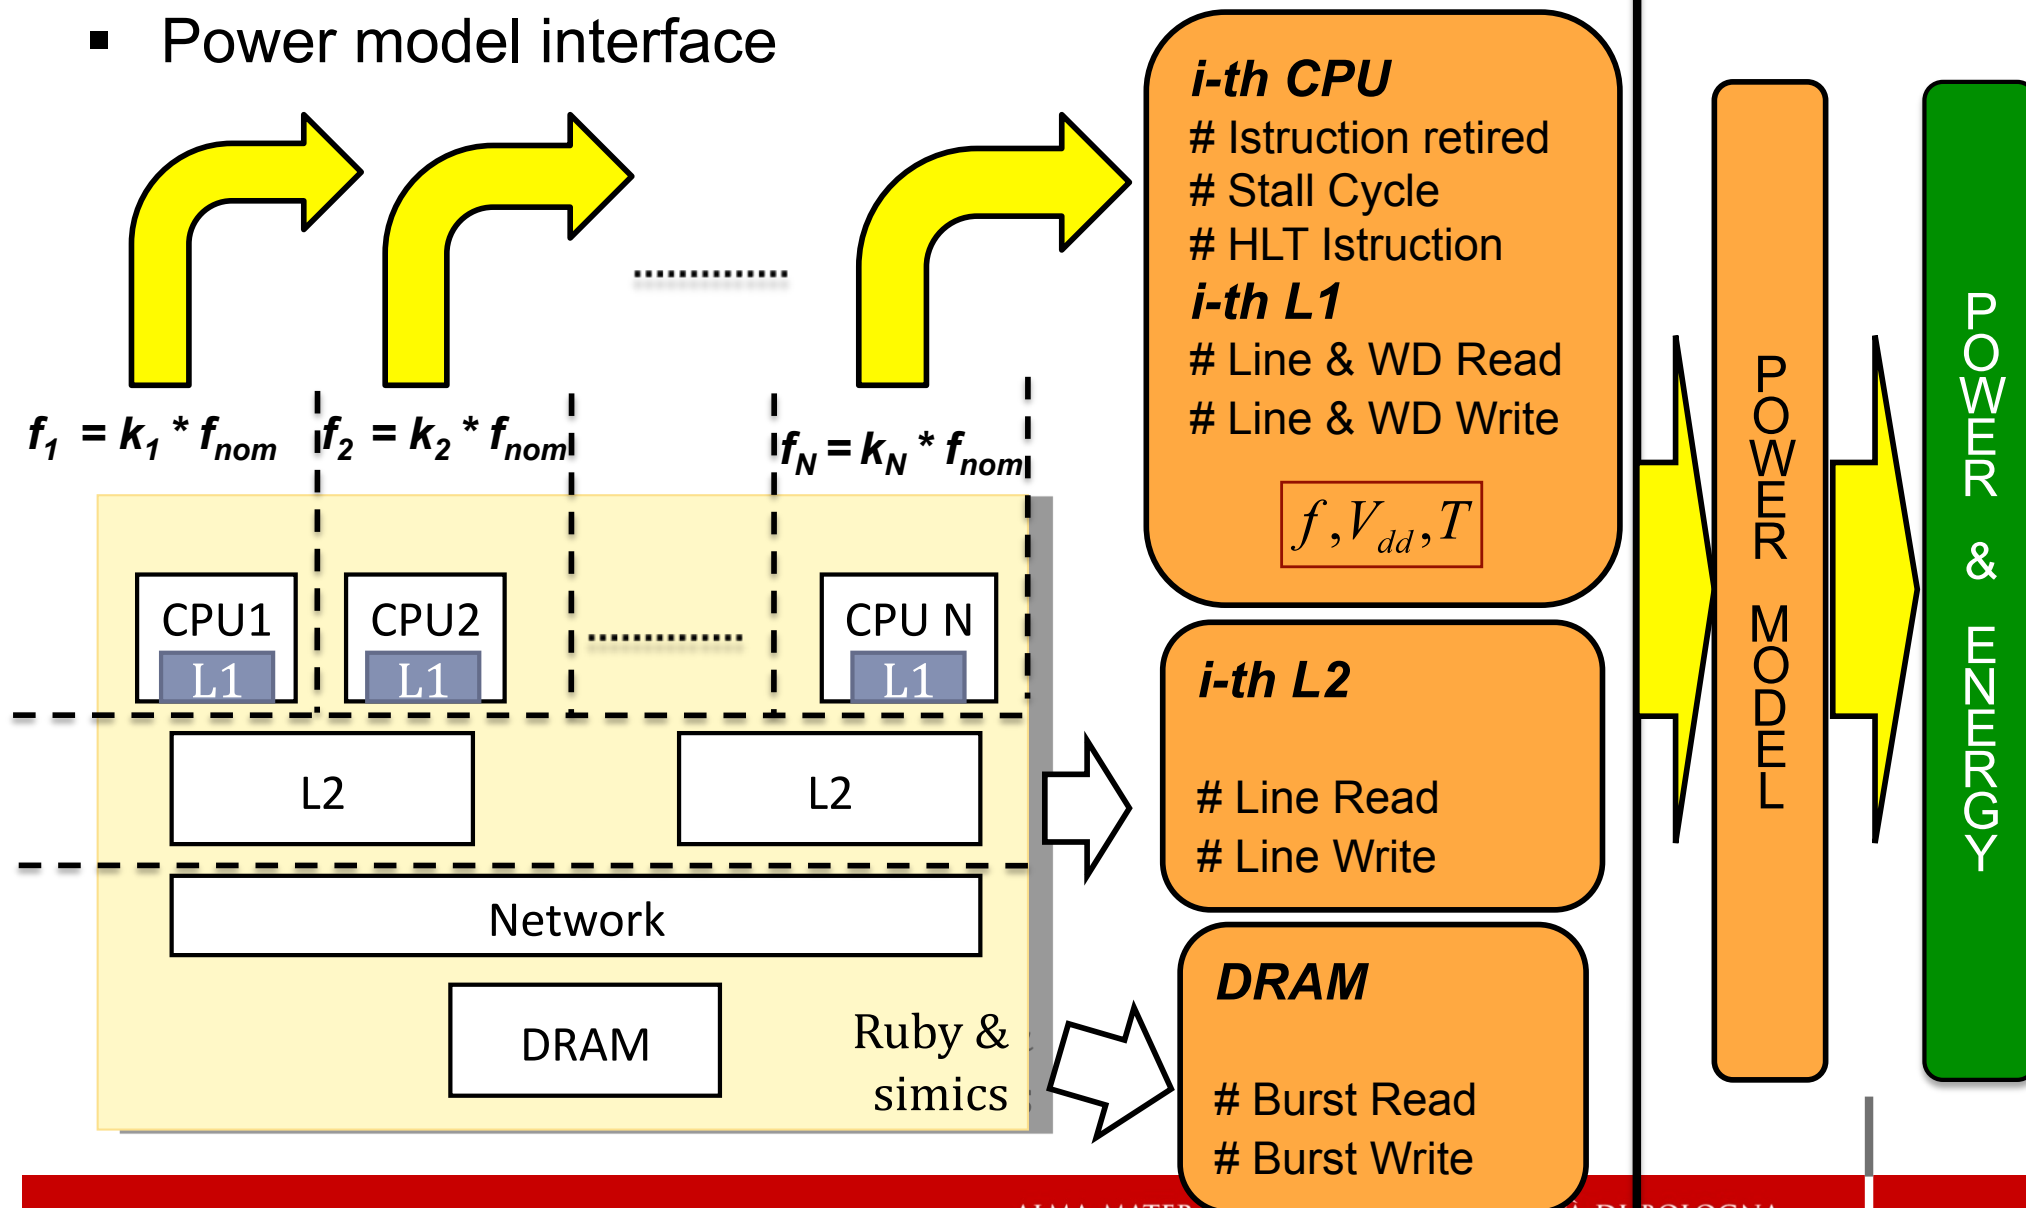 ▪ Power model interface
f1 = k1 * fnom
f2 = k2 * fnom
fN = kN * fnom
CPU1
L1
CPU2
L1
CPU N
L1
L2
L2
Network
DRAM
Ruby &
simics
i-th CPU
# Istruction retired
# Stall Cycle
# HLT Istruction
i-th L1
# Line & WD Read
# Line & WD Write
f, Vdd, T
i-th L2
# Line Read
# Line Write
DRAM
# Burst Read
# Burst Write
POWER MODEL
POWER & ENERGY